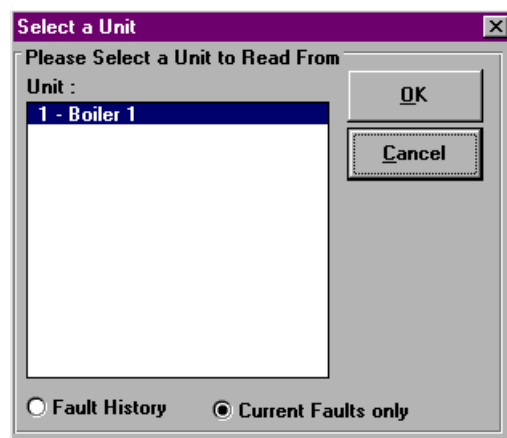 Select a Unit
Please Select a Unit to Read From
Unit :
OK
1 - Boiler 1
Cancel
Fault History
Current Faults only